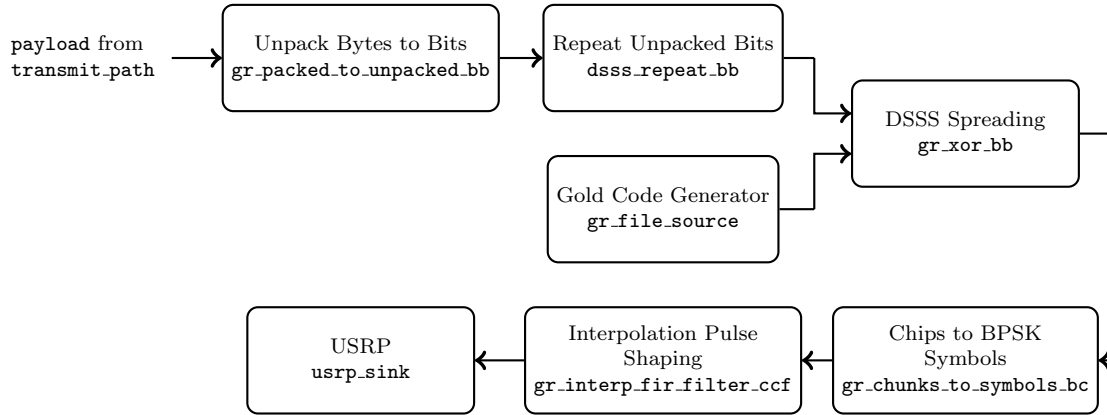 payload from
transmit_path
Unpack Bytes to Bits
gr_packed_to_unpacked_bb
Repeat Unpacked Bits
dsss_repeat_bb
DSSS Spreading
gr_xor_bb
Gold Code Generator
gr_file_source
USRP
usrp_sink
Interpolation Pulse
Shaping
gr_interp_fir_filter_ccf
Chips to BPSK
Symbols
gr_chunks_to_symbols_bc